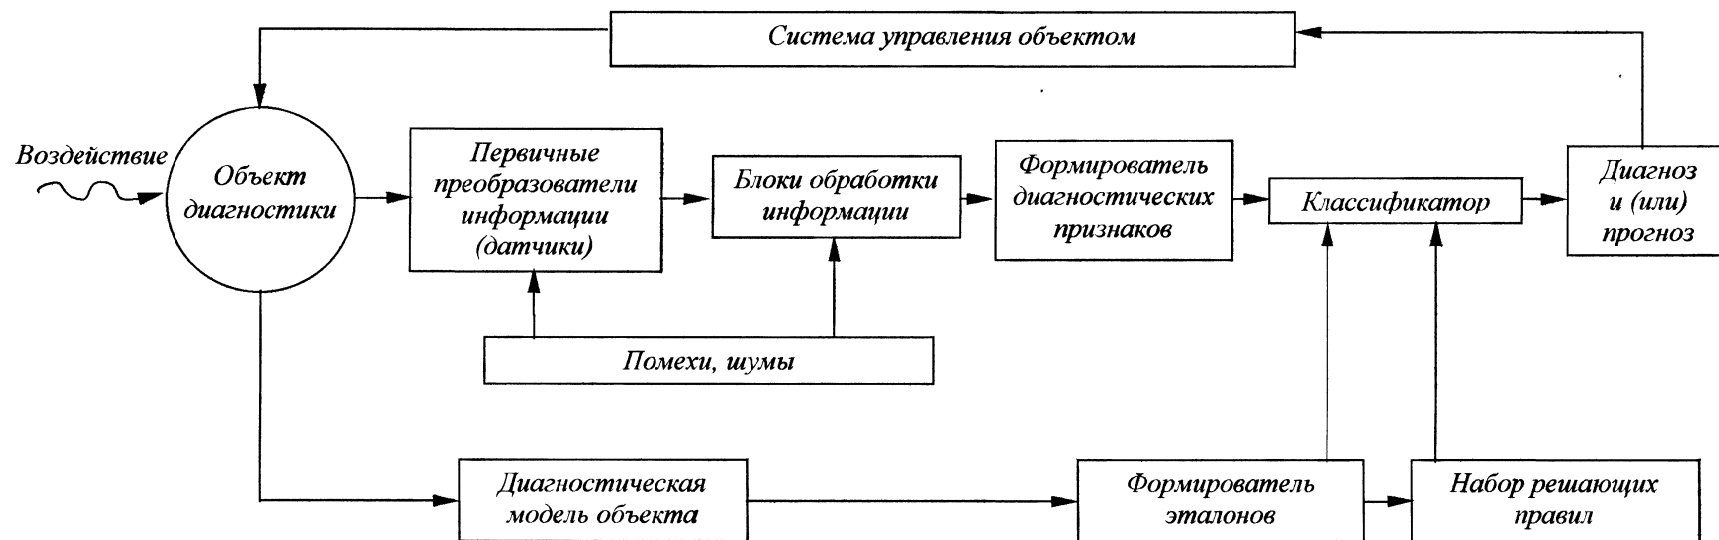 Система управления объектом
Воздействие
Объект
диагностики
Первичные
преобразователи
информации
(датчики)
Блоки обработки
информации
Формирователь
диагностических
признаков
Классификатор
Диагноз
и (или)
прогноз
Помехи, шумы
Диагностическая
модель объекта
Формирователь
эталонов
Набор решающих
правил